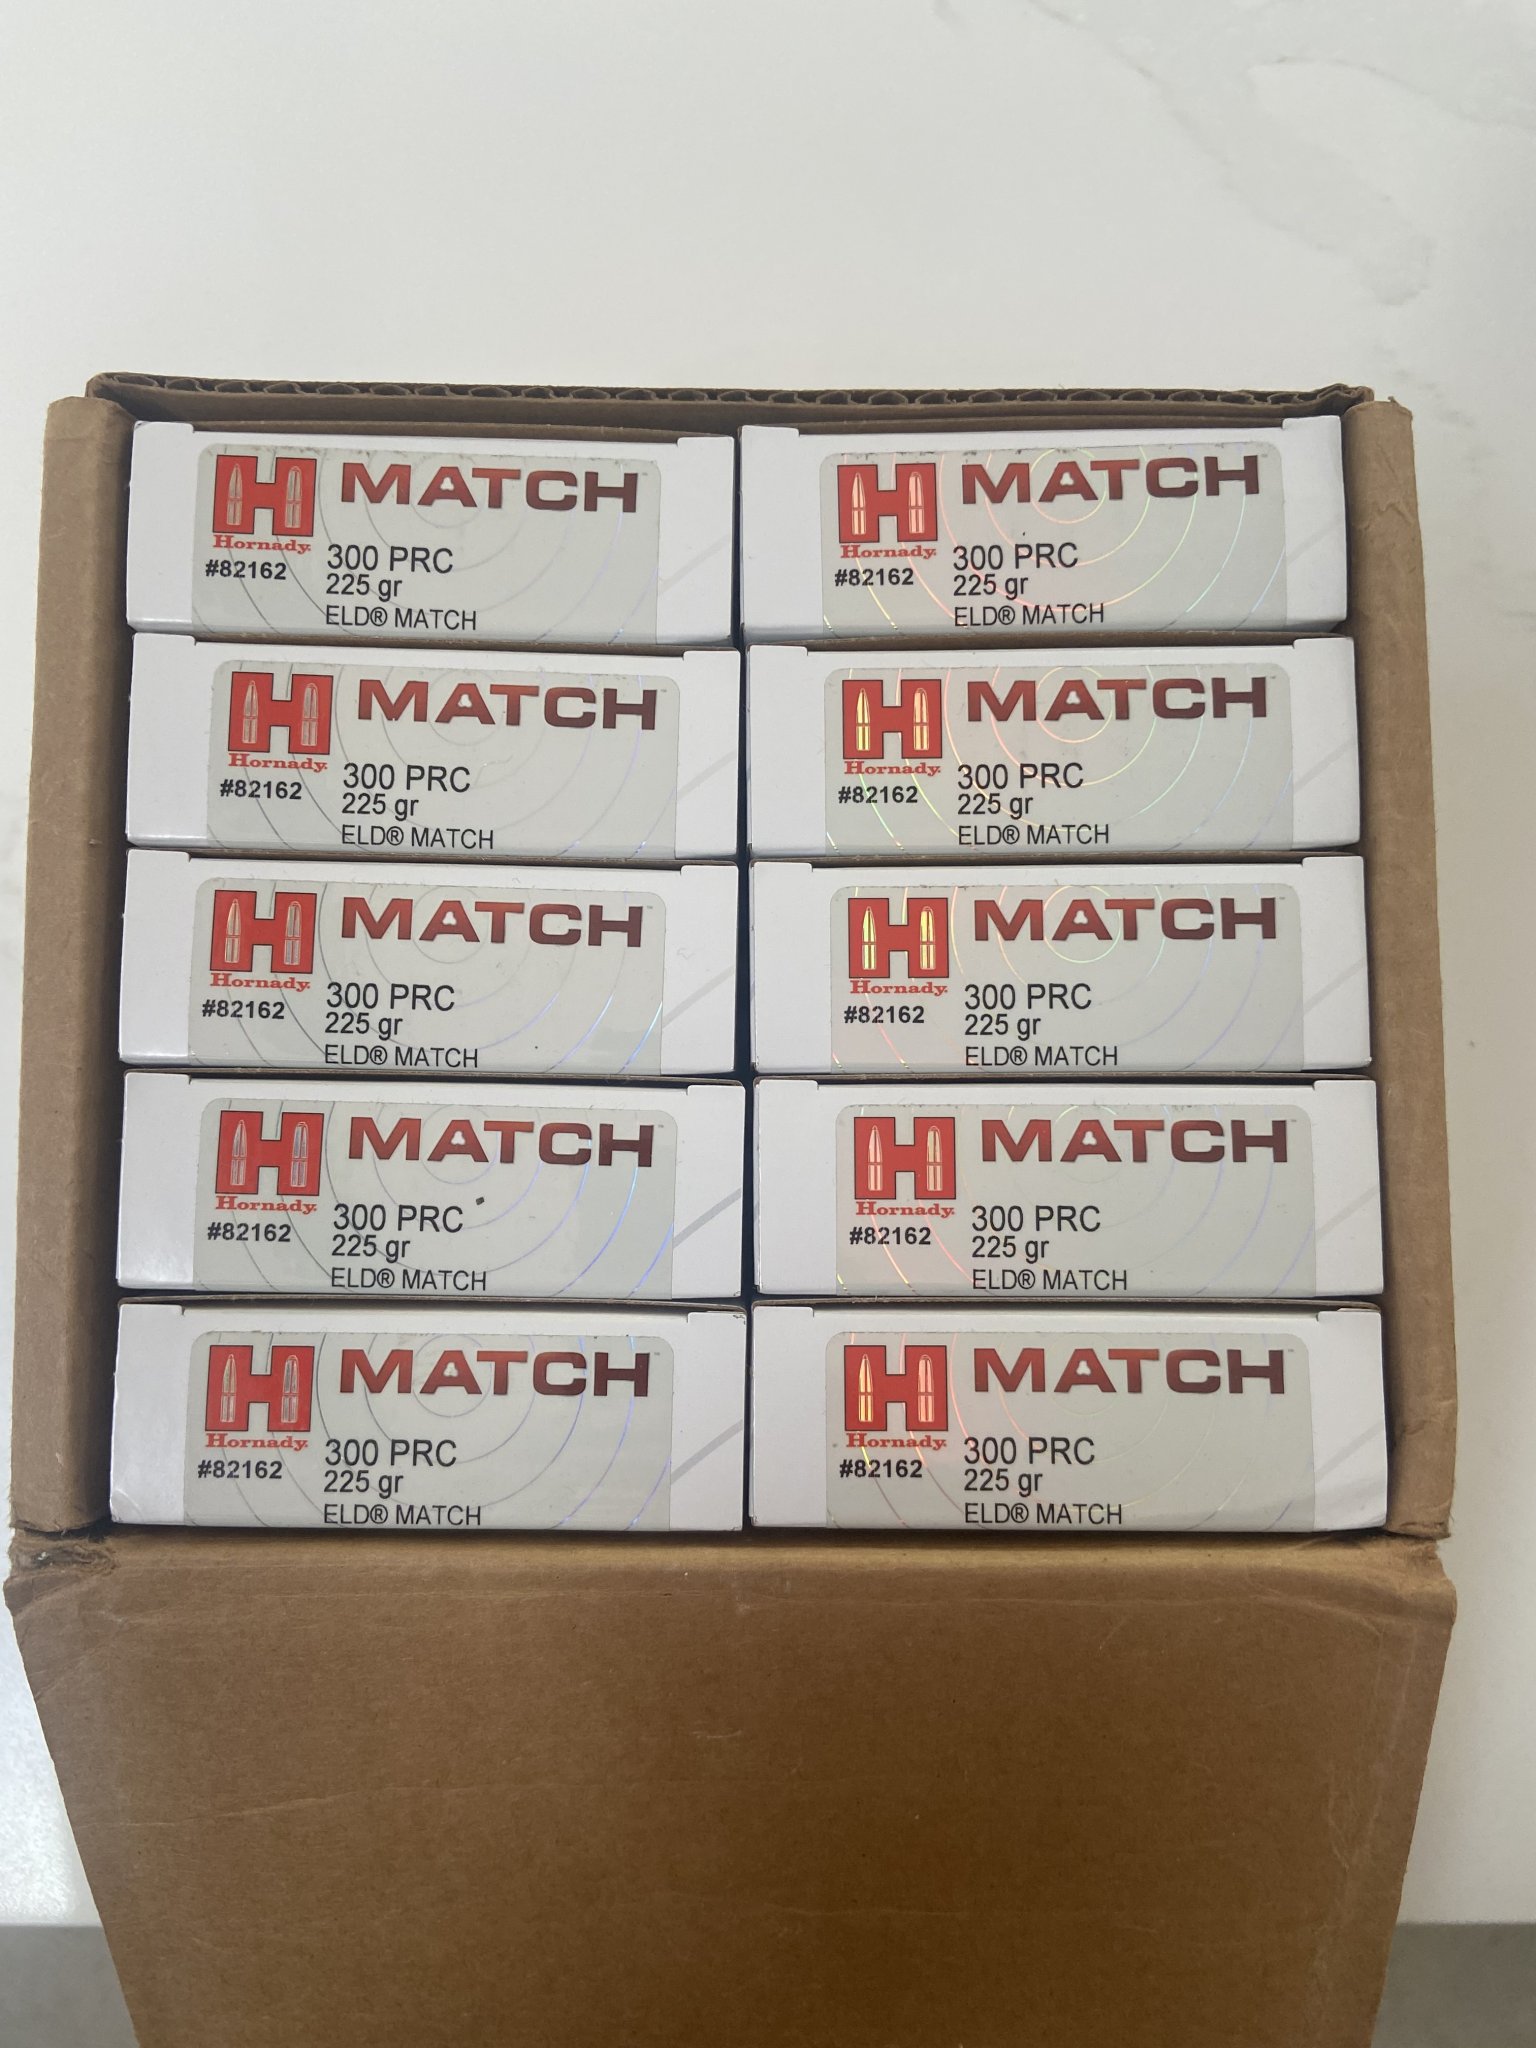 MATCH
Hornady
#82162
300 PRC
225 gr
ELD® MATCH
MATCH
Hornady
#82162
300 PRC
225 gr
ELD® MATCH
MATCH
Hornady
#82162
300 PRC
225 gr
ELD® MATCH
MATCH
Hornady
#82162
300 PRC
225 gr
ELD® MATCH
MATCH
Hornady
#82162
300 PRC
225 gr
ELD® MATCH
MATCH
Hornady
#82162
300 PRC
225 gr
ELD® MATCH
MATCH
Hornady
#82162
300 PRC
225 gr
ELD® MATCH
MATCH
Hornady
#82162
300 PRC
225 gr
ELD® MATCH
MATCH
Hornady
#82162
300 PRC
225 gr
ELD® MATCH
MATCH
Hornady
#82162
300 PRC
225 gr
ELD® MATCH